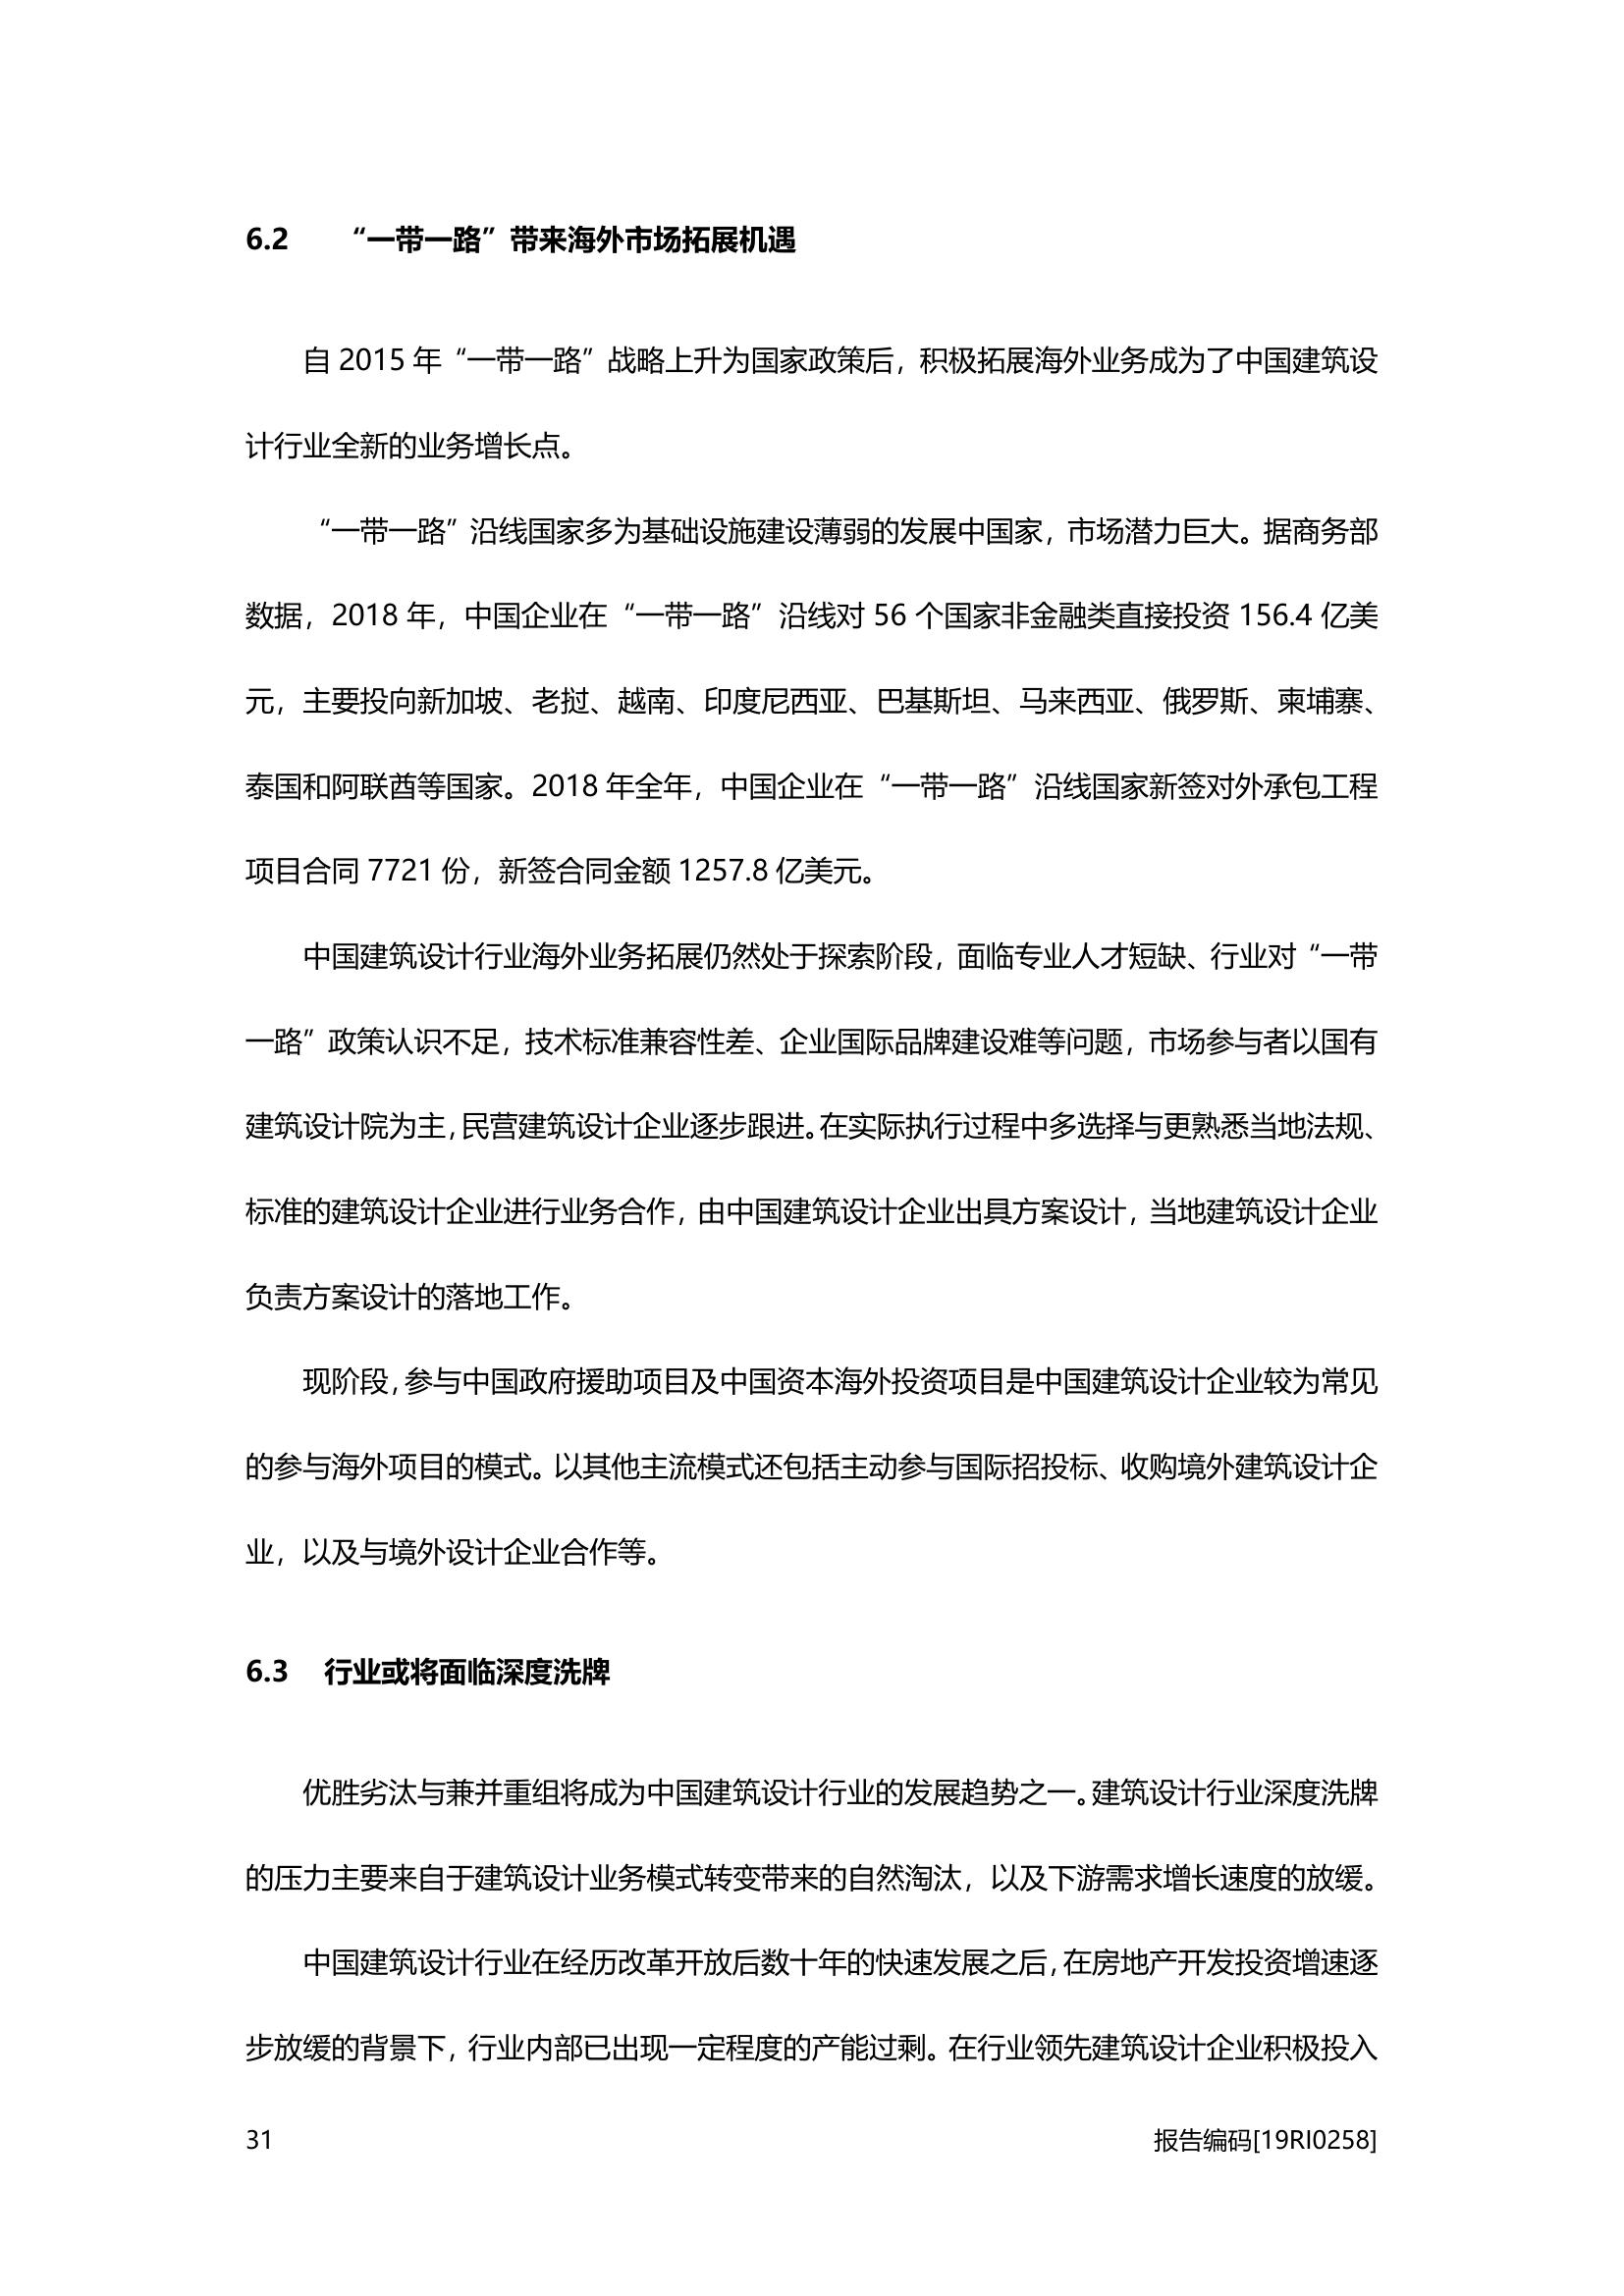 6.2 “一带一路”带来海外市场拓展机遇
自 2015 年“一带一路”战略上升为国家政策后，积极拓展海外业务成为了中国建筑设
计行业全新的业务增长点。
“一带一路”沿线国家多为基础设施建设薄弱的发展中国家，市场潜力巨大。据商务部
数据，2018 年，中国企业在“一带一路”沿线对 56 个国家非金融类直接投资 156.4 亿美
元，主要投向新加坡、老挝、越南、印度尼西亚、巴基斯坦、马来西亚、俄罗斯、柬埔寨、
泰国和阿联酋等国家。2018 年全年，中国企业在“一带一路”沿线国家新签对外承包工程
项目合同 7721 份，新签合同金额 1257.8 亿美元。
中国建筑设计行业海外业务拓展仍然处于探索阶段，面临专业人才短缺、行业对“一带
一路”政策认识不足，技术标准兼容性差、企业国际品牌建设难等问题，市场参与者以国有
建筑设计院为主，民营建筑设计企业逐步跟进。在实际执行过程中多选择与更熟悉当地法规、
标准的建筑设计企业进行业务合作，由中国建筑设计企业出具方案设计，当地建筑设计企业
负责方案设计的落地工作。
现阶段，参与中国政府援助项目及中国资本海外投资项目是中国建筑设计企业较为常见
的参与海外项目的模式。以其他主流模式还包括主动参与国际招投标、收购境外建筑设计企
业，以及与境外设计企业合作等。
6.3 行业或将面临深度洗牌
优胜劣汰与兼并重组将成为中国建筑设计行业的发展趋势之一。建筑设计行业深度洗牌
的压力主要来自于建筑设计业务模式转变带来的自然淘汰，以及下游需求增长速度的放缓。
中国建筑设计行业在经历改革开放后数十年的快速发展之后，在房地产开发投资增速逐
步放缓的背景下，行业内部已出现一定程度的产能过剩。在行业领先建筑设计企业积极投入
31 报告编码[19RI0258]